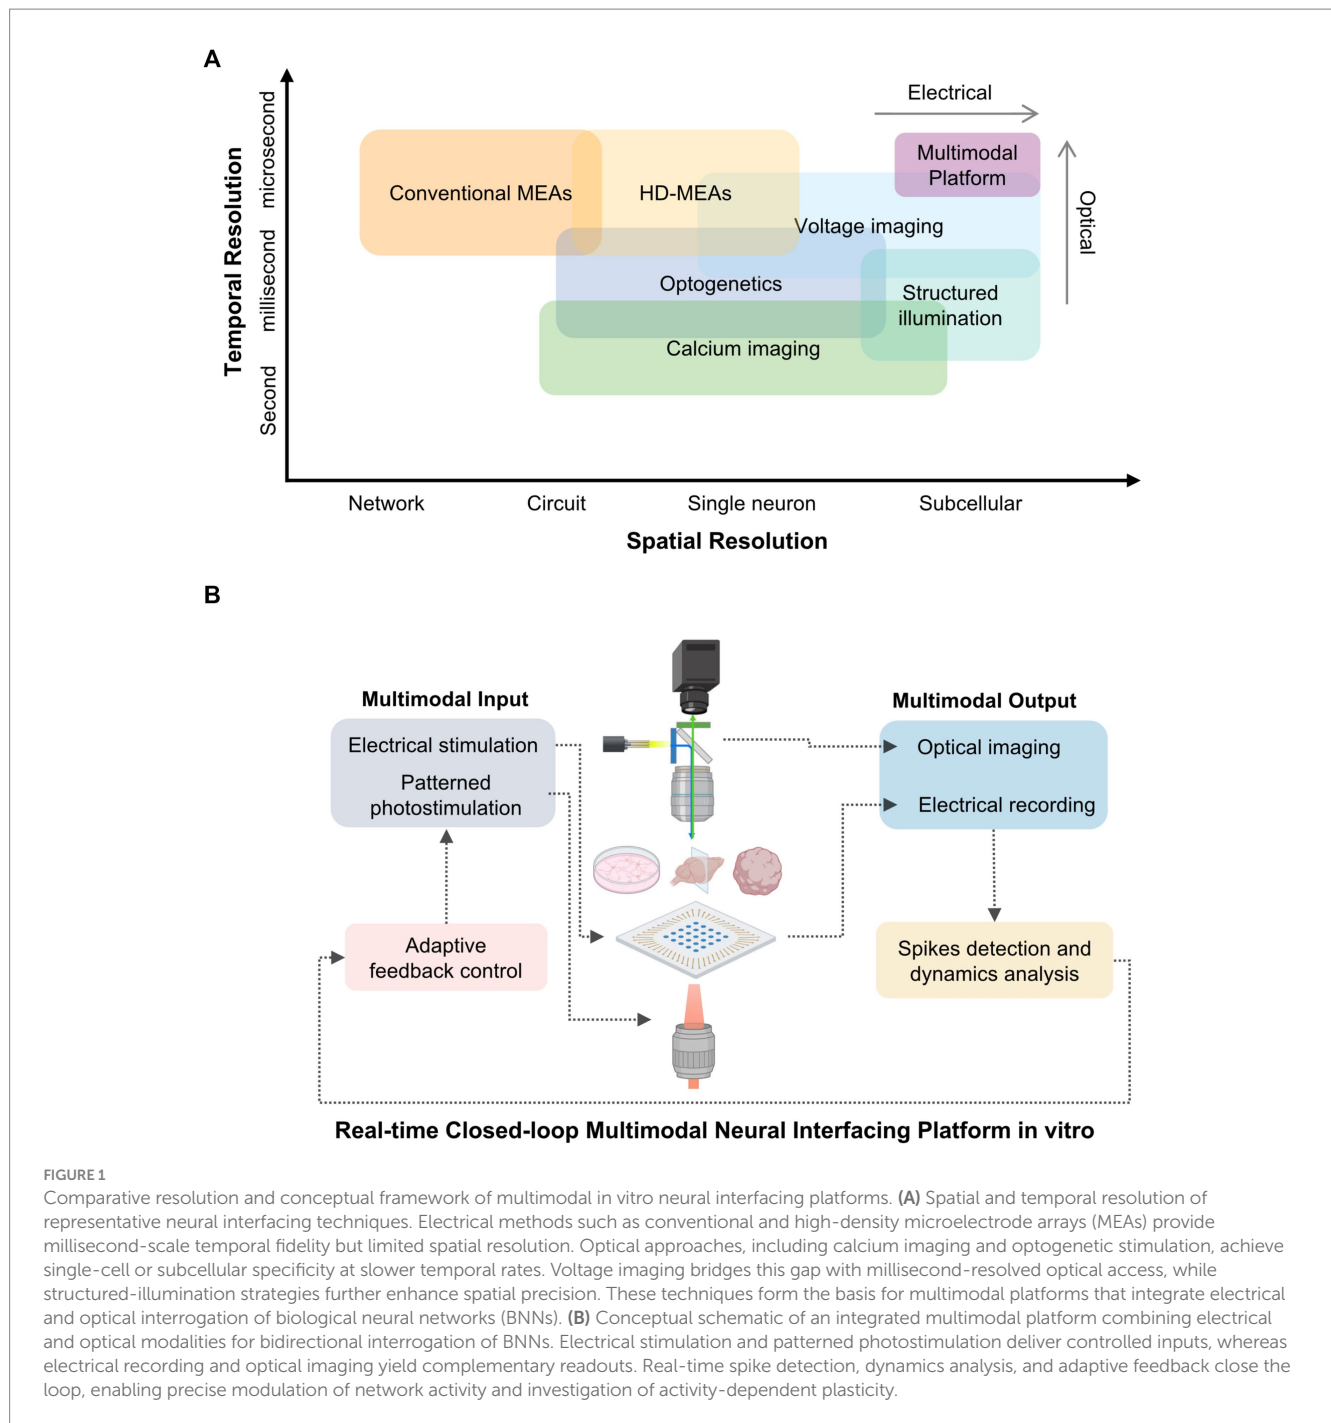 A
Temporal Resolution
microsecond
millisecond
Second
Electrical
Optical
Conventional MEAs
HD-MEAs
Multimodal
Platform
Voltage imaging
Optogenetics
Structured
illumination
Calcium imaging
Network
Circuit
Single neuron
Subcellular
Spatial Resolution
B
Multimodal Input
Electrical stimulation
Patterned
photostimulation
Adaptive
feedback control
Multimodal Output
Optical imaging
Electrical recording
Spikes detection and
dynamics analysis
Real-time Closed-loop Multimodal Neural Interfacing Platform in vitro
FIGURE 1
Comparative resolution and conceptual framework of multimodal in vitro neural interfacing platforms. (A) Spatial and temporal resolution of
representative neural interfacing techniques. Electrical methods such as conventional and high-density microelectrode arrays (MEAs) provide
millisecond-scale temporal fidelity but limited spatial resolution. Optical approaches, including calcium imaging and optogenetic stimulation, achieve
single-cell or subcellular specificity at slower temporal rates. Voltage imaging bridges this gap with millisecond-resolved optical access, while
structured-illumination strategies further enhance spatial precision. These techniques form the basis for multimodal platforms that integrate electrical
and optical interrogation of biological neural networks (BNNs). (B) Conceptual schematic of an integrated multimodal platform combining electrical
and optical modalities for bidirectional interrogation of BNNs. Electrical stimulation and patterned photostimulation deliver controlled inputs, whereas
electrical recording and optical imaging yield complementary readouts. Real-time spike detection, dynamics analysis, and adaptive feedback close the
loop, enabling precise modulation of network activity and investigation of activity-dependent plasticity.